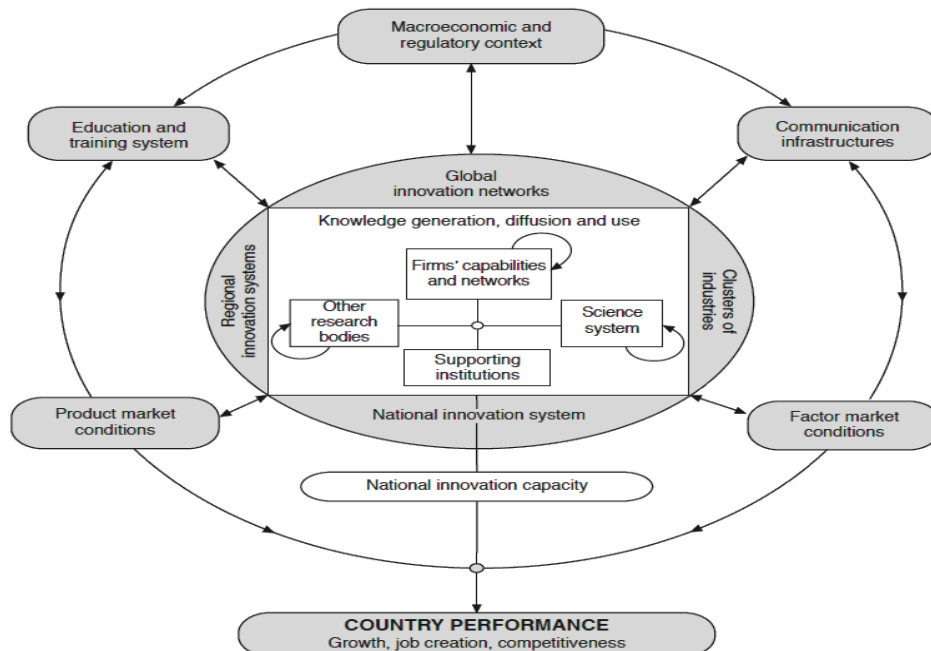 Macroeconomic and
regulatory context
Education and
training system
Communication
infrastructures
Global
innovation networks
Knowledge generation, diffusion and use
Firms' capabilities
and networks
Regional
innovation systems
Clusters of
industries
Other
research
bodies
Science
system
Supporting
institutions
Product market
conditions
National innovation system
Factor market
conditions
National innovation capacity
COUNTRY PERFORMANCE
Growth, job creation, competitiveness